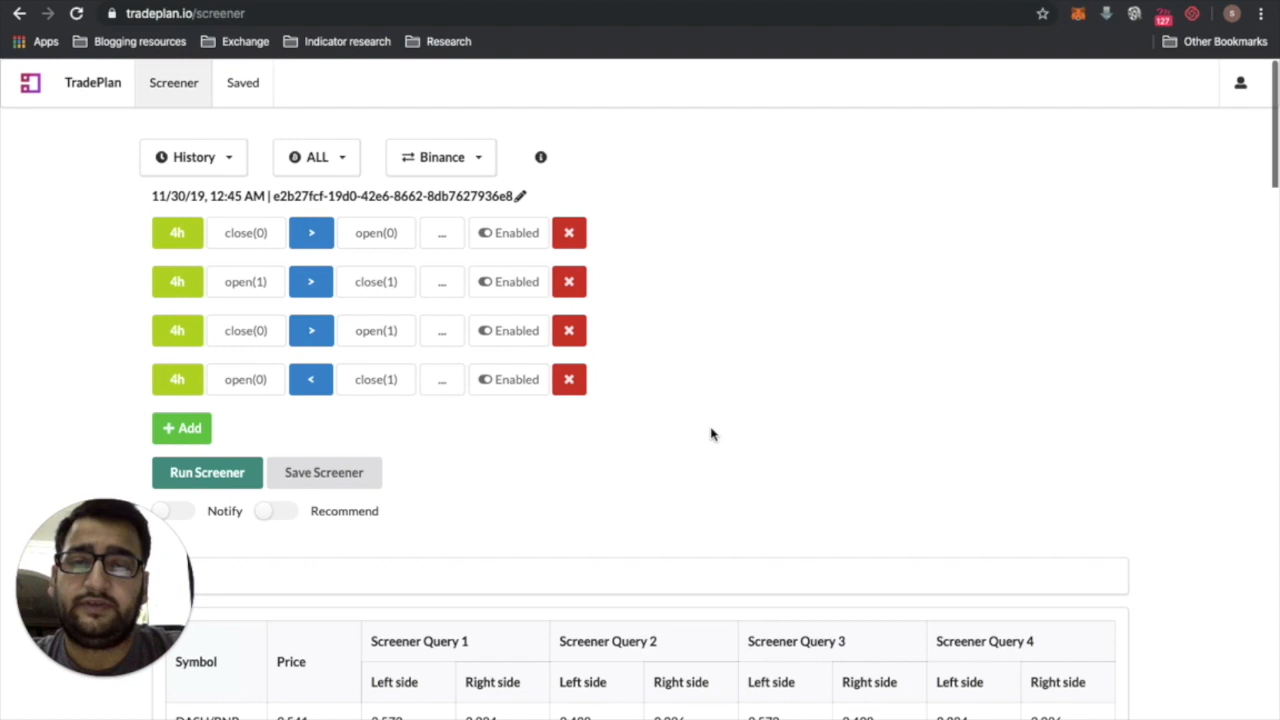 tradeplan.io/screener
127
S
Apps Blogging resources Exchange Indicator research Research Other Bookmarks
TradePlan Screener Saved
History ALL Binance
11/30/19, 12:45 AM | e2b27fcf-19d0-42e6-8662-8db7627936e8
4h close(0) > open(0) ... Enabled
4h open(1) > close(1) ... Enabled
4h close(0) > open(1) ... Enabled
4h open(0) < close(1) ... Enabled
+ Add
Run Screener Save Screener
Notify Recommend
Symbol Price Screener Query 1 Screener Query 2 Screener Query 3 Screener Query 4
Left side Right side Left side Right side Left side Right side Left side Right side